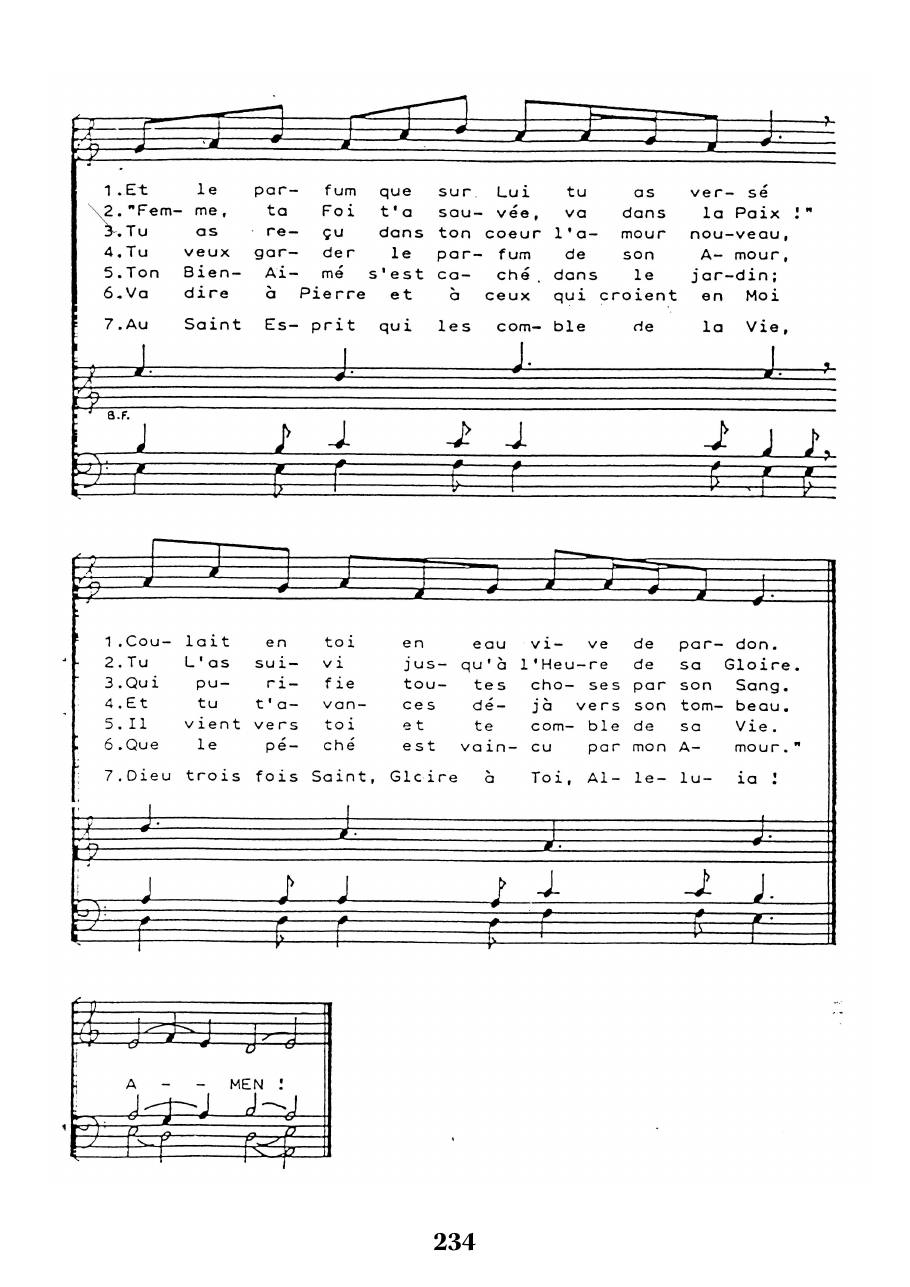 1.Et le par- fum que sur Lui tu as ver- sé
2."Fem- me, ta Foi t'a sau- vée, va dans la Paix !"
3.Tu as re- çu dans ton coeur l'a- mour nou-veau,
4.Tu veux gar- der le par- fum de son A- mour,
5.Ton Bien- Ai- mé s'est ca- ché dans le jar-din;
6.Va dire à Pierre et à ceux qui croient en Moi
7.Au Saint Es- prit qui les com- ble de la Vie,
B.F.
1.Cou- lait en toi en eau vi- ve de par- don.
2.Tu L'as sui- vi jus- qu'à l'Heu-re de sa Gloire.
3.Qui pu- ri- fie tou- tes cho- ses par son Sang.
4.Et tu t'a- van- ces dé- jà vers son tom- beau.
5.Il vient vers toi et te com- ble de sa Vie.
6.Que le pé- ché est vain- cu par mon A- mour."
7.Dieu trois fois Saint, Glcire à Toi, Al- le- lu- ia !
A - - MEN !
234